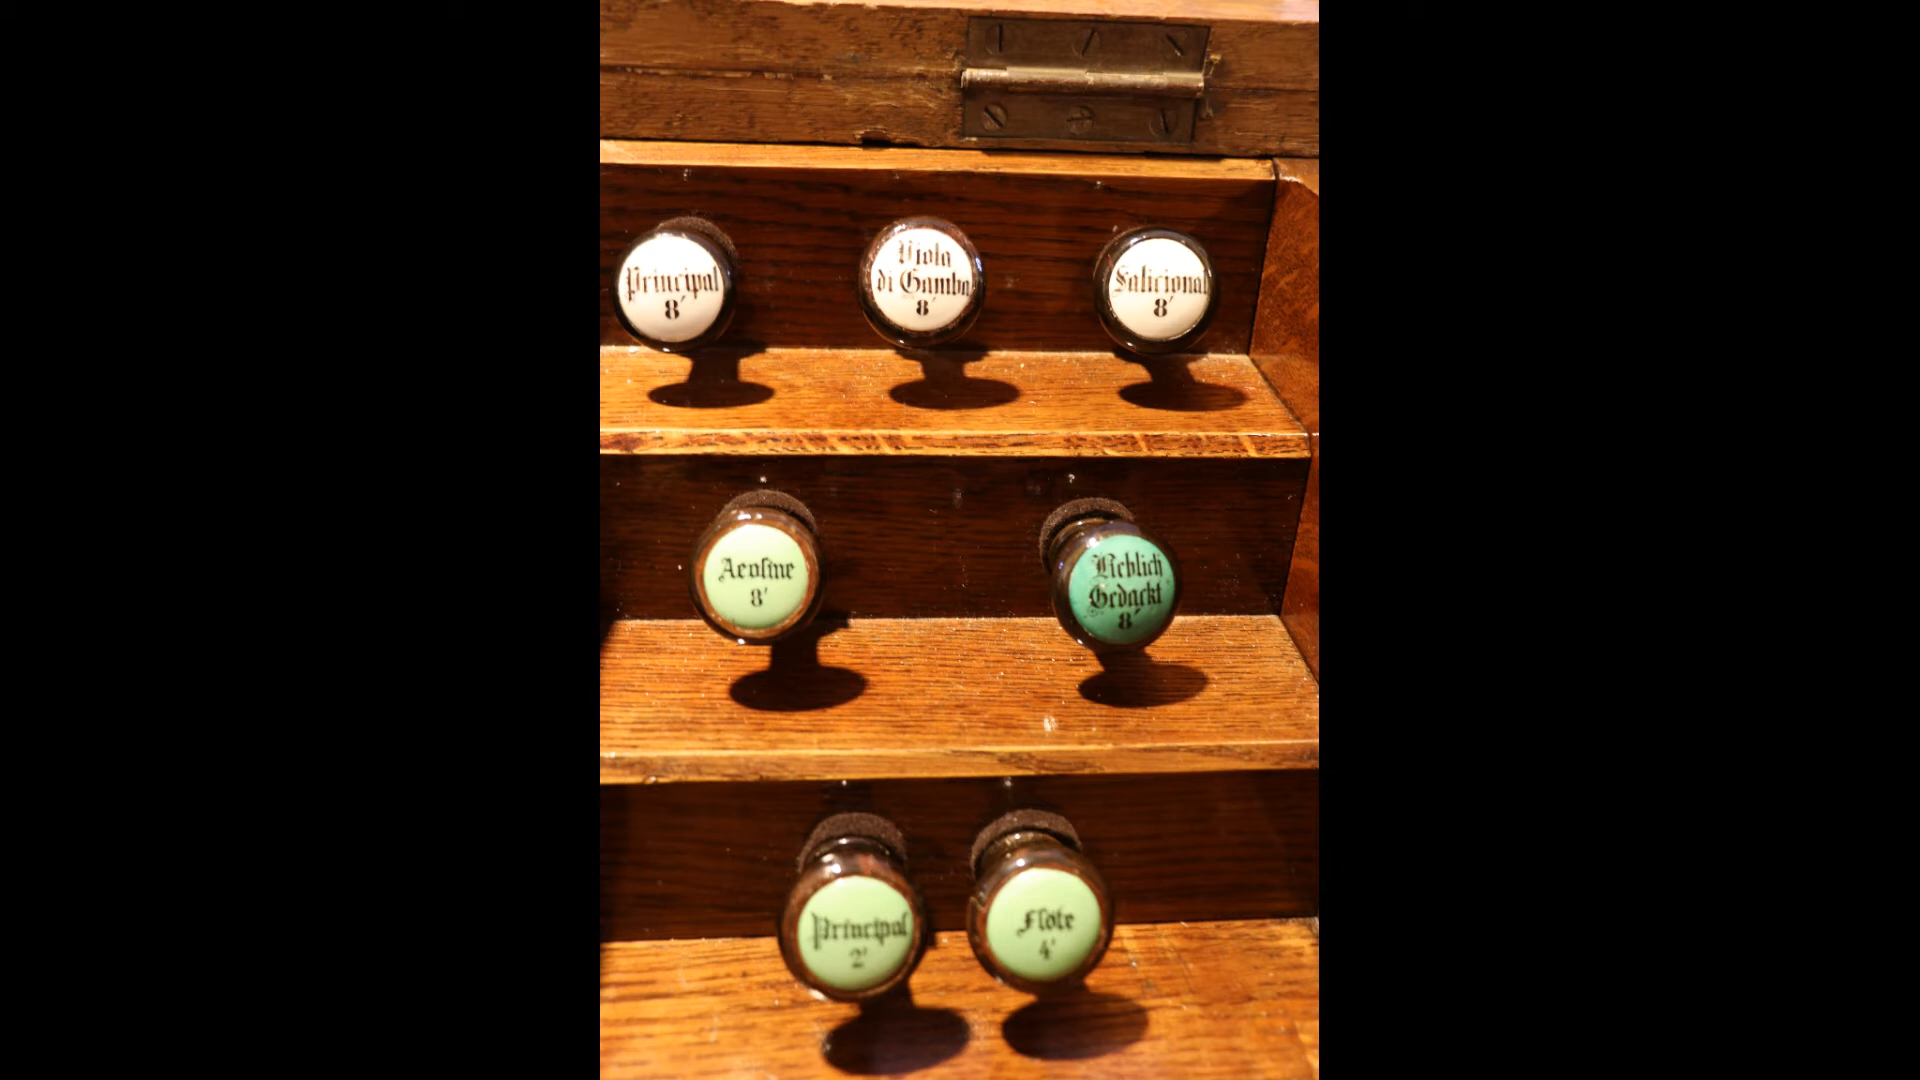 Principal
8'
Viola
di Gamba
8'
Salicional
8'
Aeoline
8'
Lieblich
Gedackt
8'
Principal
2'
Flöte
4'